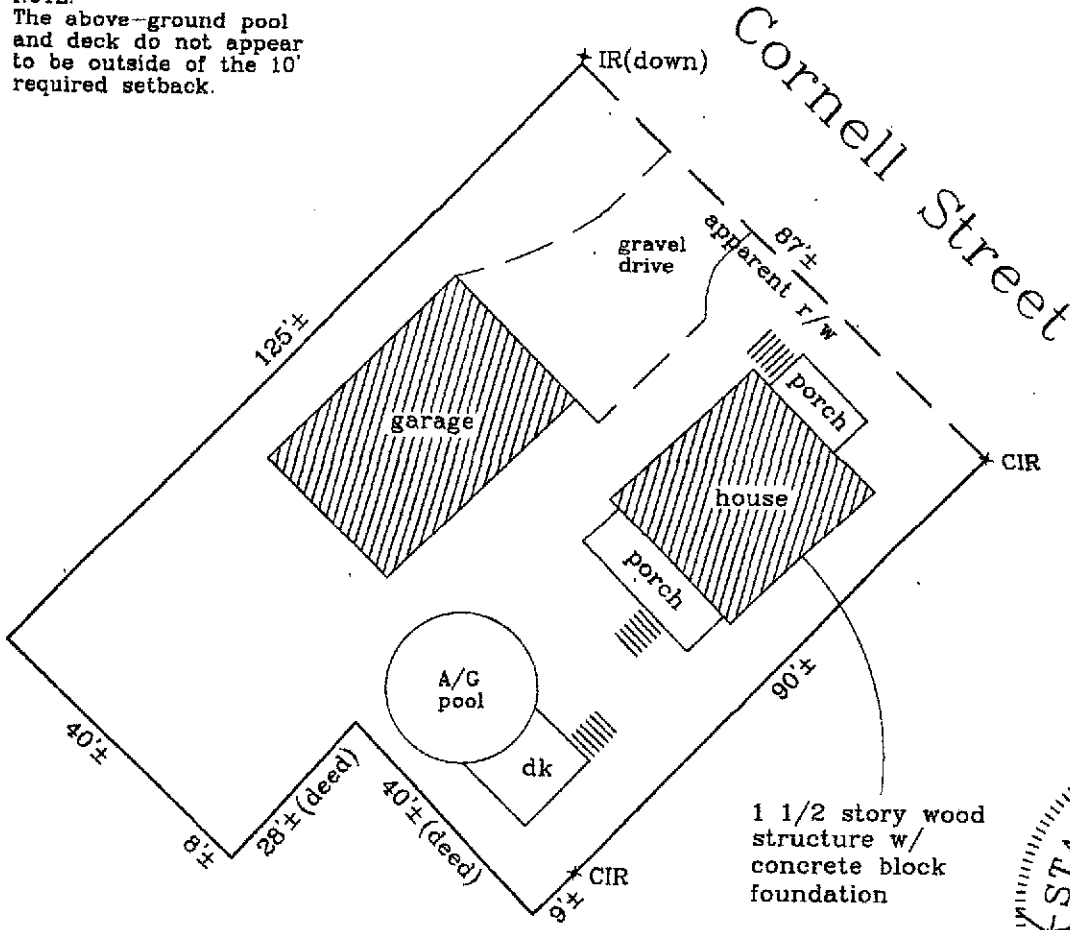 The above-ground pool
and deck do not appear
to be outside of the 10'
required setback.
IR(down)
Cornell Street
gravel
drive
87'±
apparent r/w
125'±
porch
garage
CIR
house
porch
A/G
pool
90'±
dk
40'±
8'±
28'±(deed)
40'±(deed)
CIR
9'±
1 1/2 story wood
structure w/
concrete block
foundation